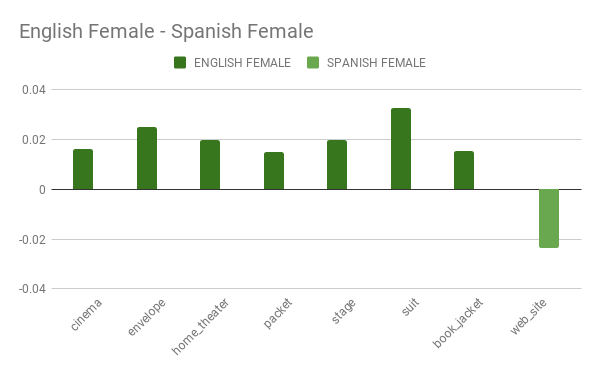 English Female - Spanish Female
ENGLISH FEMALE SPANISH FEMALE
0.04
0.02
0
-0.02
-0.04
cinema
envelope
home_theater
packet
stage
suit
book_jacket
web_site